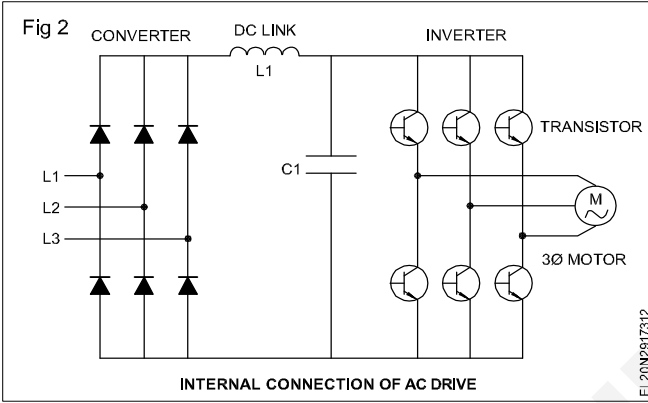 Fig 2
CONVERTER
DC LINK
L1
INVERTER
TRANSISTOR
C1
L1
L2
L3
M
3Ø MOTOR
INTERNAL CONNECTION OF AC DRIVE
EL20N2917312